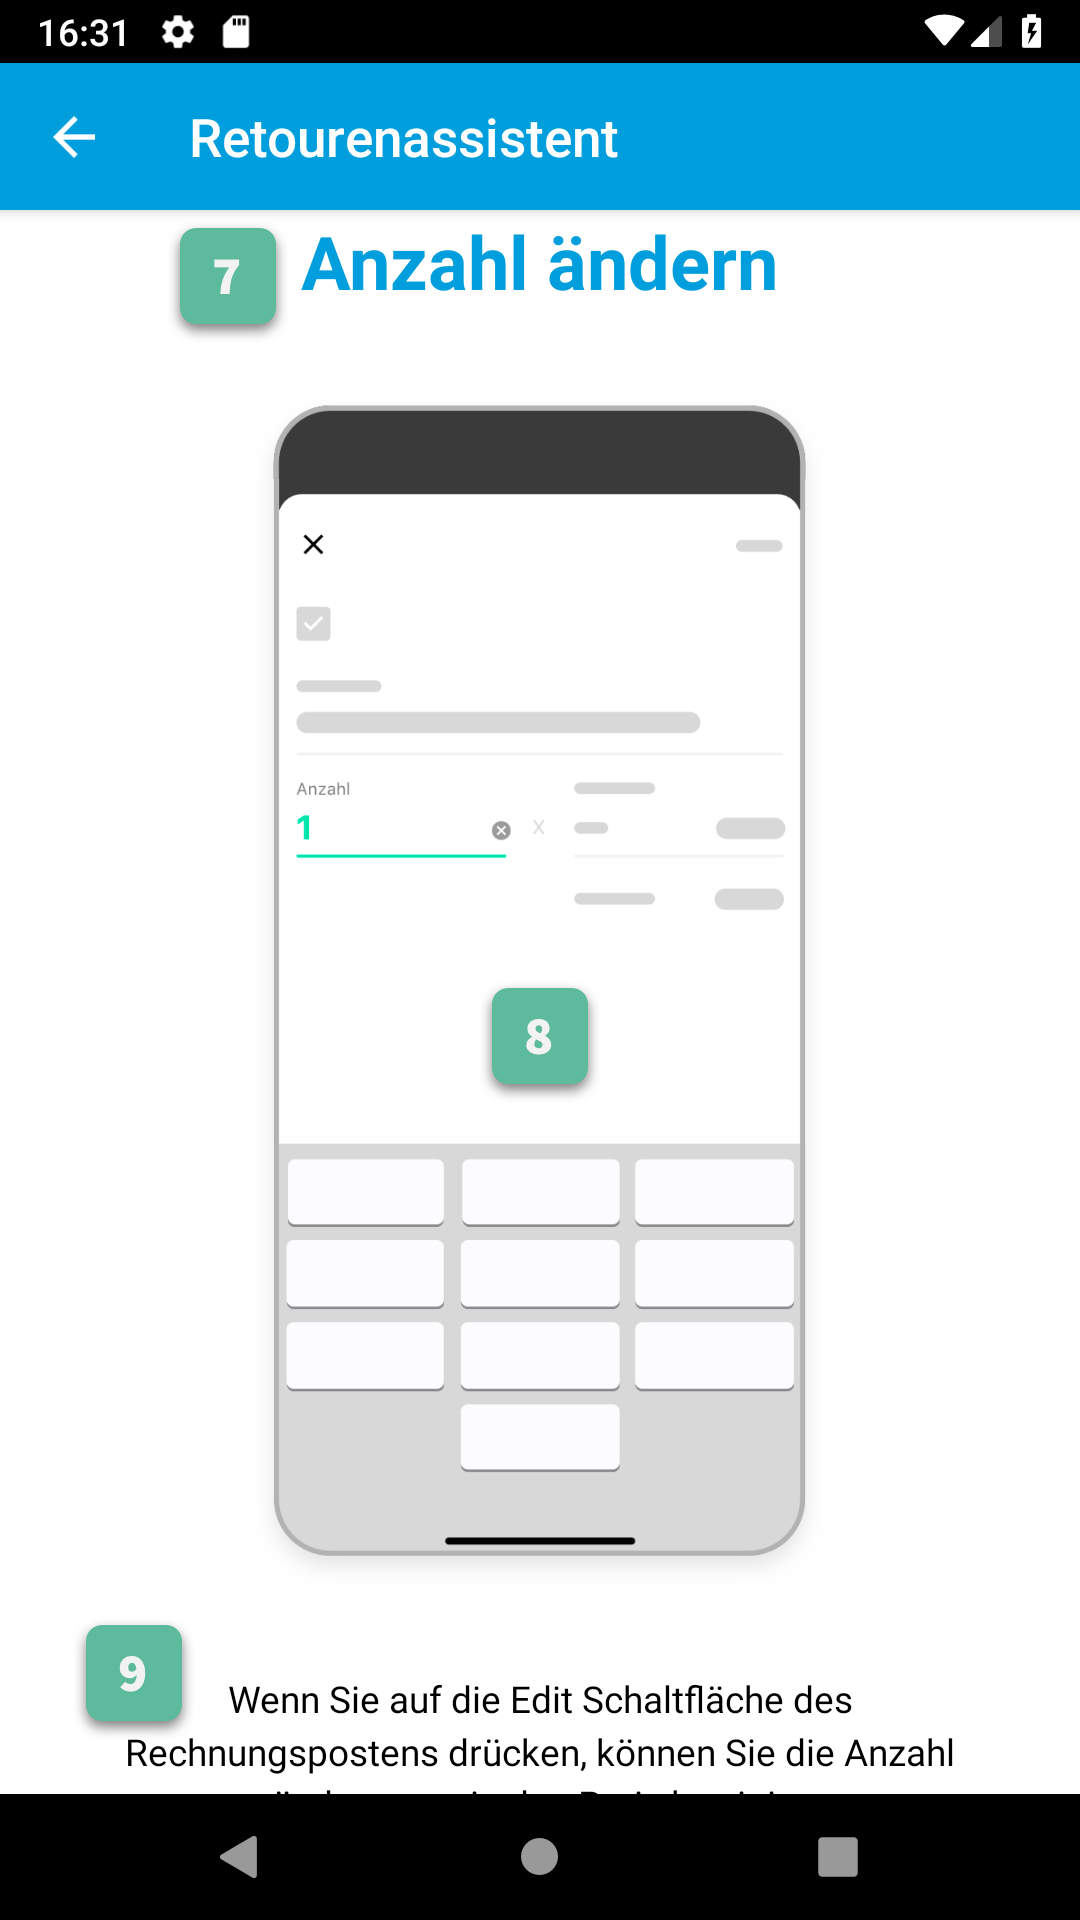 16:31
Retourenassistent
7 Anzahl ändern
Anzahl
1 X
8
9
Wenn Sie auf die Edit Schaltfläche des
Rechnungspostens drücken, können Sie die Anzahl